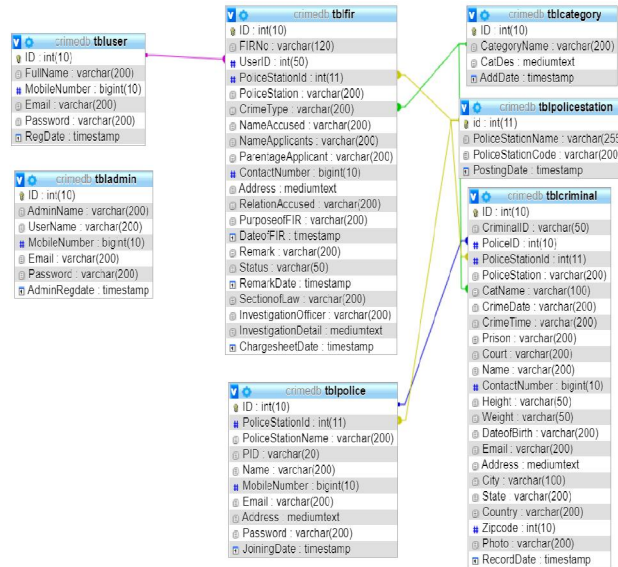 crimedb tbluser
ID : int(10)
FullName : varchar(200)
MobileNumber : bigint(10)
Email : varchar(200)
Password : varchar(200)
RegDate : timestamp
crimedb tbladmin
ID : int(10)
AdminName : varchar(200)
UserName : varchar(200)
MobileNumber : bigint(10)
Email : varchar(200)
Password : varchar(200)
AdminRegdate : timestamp
crimedb tblfir
ID : int(10)
FIRNo : varchar(120)
UserID : int(50)
PoliceStationId : int(11)
PoliceStation : varchar(200)
CrimeType : varchar(200)
NameAccused : varchar(200)
NameApplicants : varchar(200)
ParentageApplicant : varchar(200)
ContactNumber : bigint(10)
Address : mediumtext
RelationAccused : varchar(200)
PurposeofFIR : varchar(200)
DateofFIR : timestamp
Remark : varchar(200)
Status : varchar(50)
RemarkDate : timestamp
SectionofLaw : varchar(200)
InvestigationOfficer : varchar(200)
InvestigationDetail : mediumtext
ChargesheetDate : timestamp
crimedb tblpolice
ID : int(10)
PoliceStationId : int(11)
PoliceStationName : varchar(200)
PID : varchar(20)
Name : varchar(200)
MobileNumber : bigint(10)
Email : varchar(200)
Address : mediumtext
Password : varchar(200)
JoiningDate : timestamp
crimedb tblcategory
ID : int(10)
CategoryName : varchar(200)
CatDes : mediumtext
AddDate : timestamp
crimedb tblpolicestation
id : int(11)
PoliceStationName : varchar(255
PoliceStationCode : varchar(200
PostingDate : timestamp
crimedb tblcriminal
ID : int(10)
CriminalID : varchar(50)
PoliceID : int(10)
PoliceStationId : int(11)
PoliceStation : varchar(200)
CatName : varchar(100)
CrimeDate : varchar(200)
CrimeTime : varchar(200)
Prison : varchar(200)
Court : varchar(200)
Name : varchar(200)
ContactNumber : bigint(10)
Height : varchar(50)
Weight : varchar(50)
DateofBirth : varchar(200)
Email : varchar(200)
Address : mediumtext
City : varchar(100)
State : varchar(200)
Country : varchar(200)
Zipcode : int(10)
Photo : varchar(200)
RecordDate : timestamp